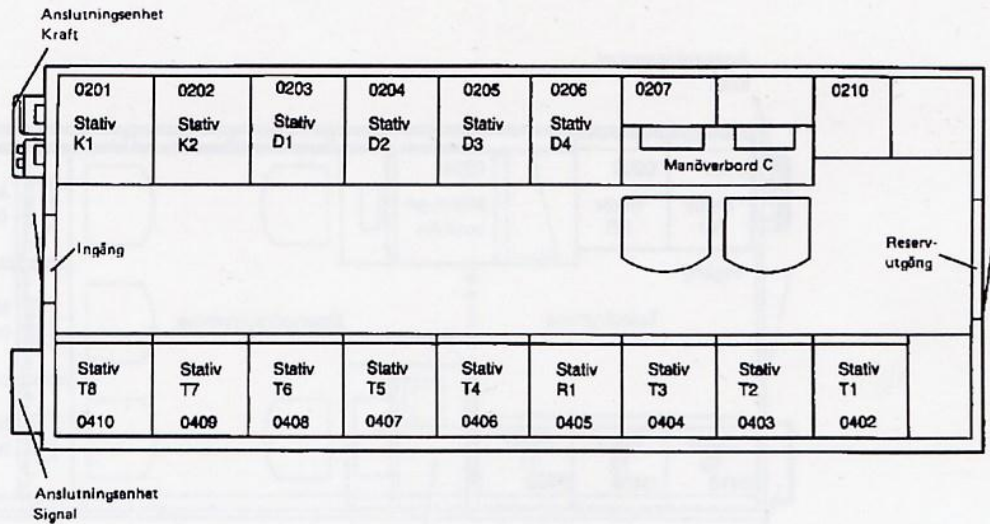 Anslutningsenhet
Kraft
0201
Stativ
K1
0202
Stativ
K2
0203
Stativ
D1
0204
Stativ
D2
0205
Stativ
D3
0206
Stativ
D4
0207
Manöverbord C
0210
Ingång
Reserv-
utgång
Stativ
T8
0410
Stativ
T7
0409
Stativ
T6
0408
Stativ
T5
0407
Stativ
T4
0406
Stativ
R1
0405
Stativ
T3
0404
Stativ
T2
0403
Stativ
T1
0402
Anslutningsenhet
Signal